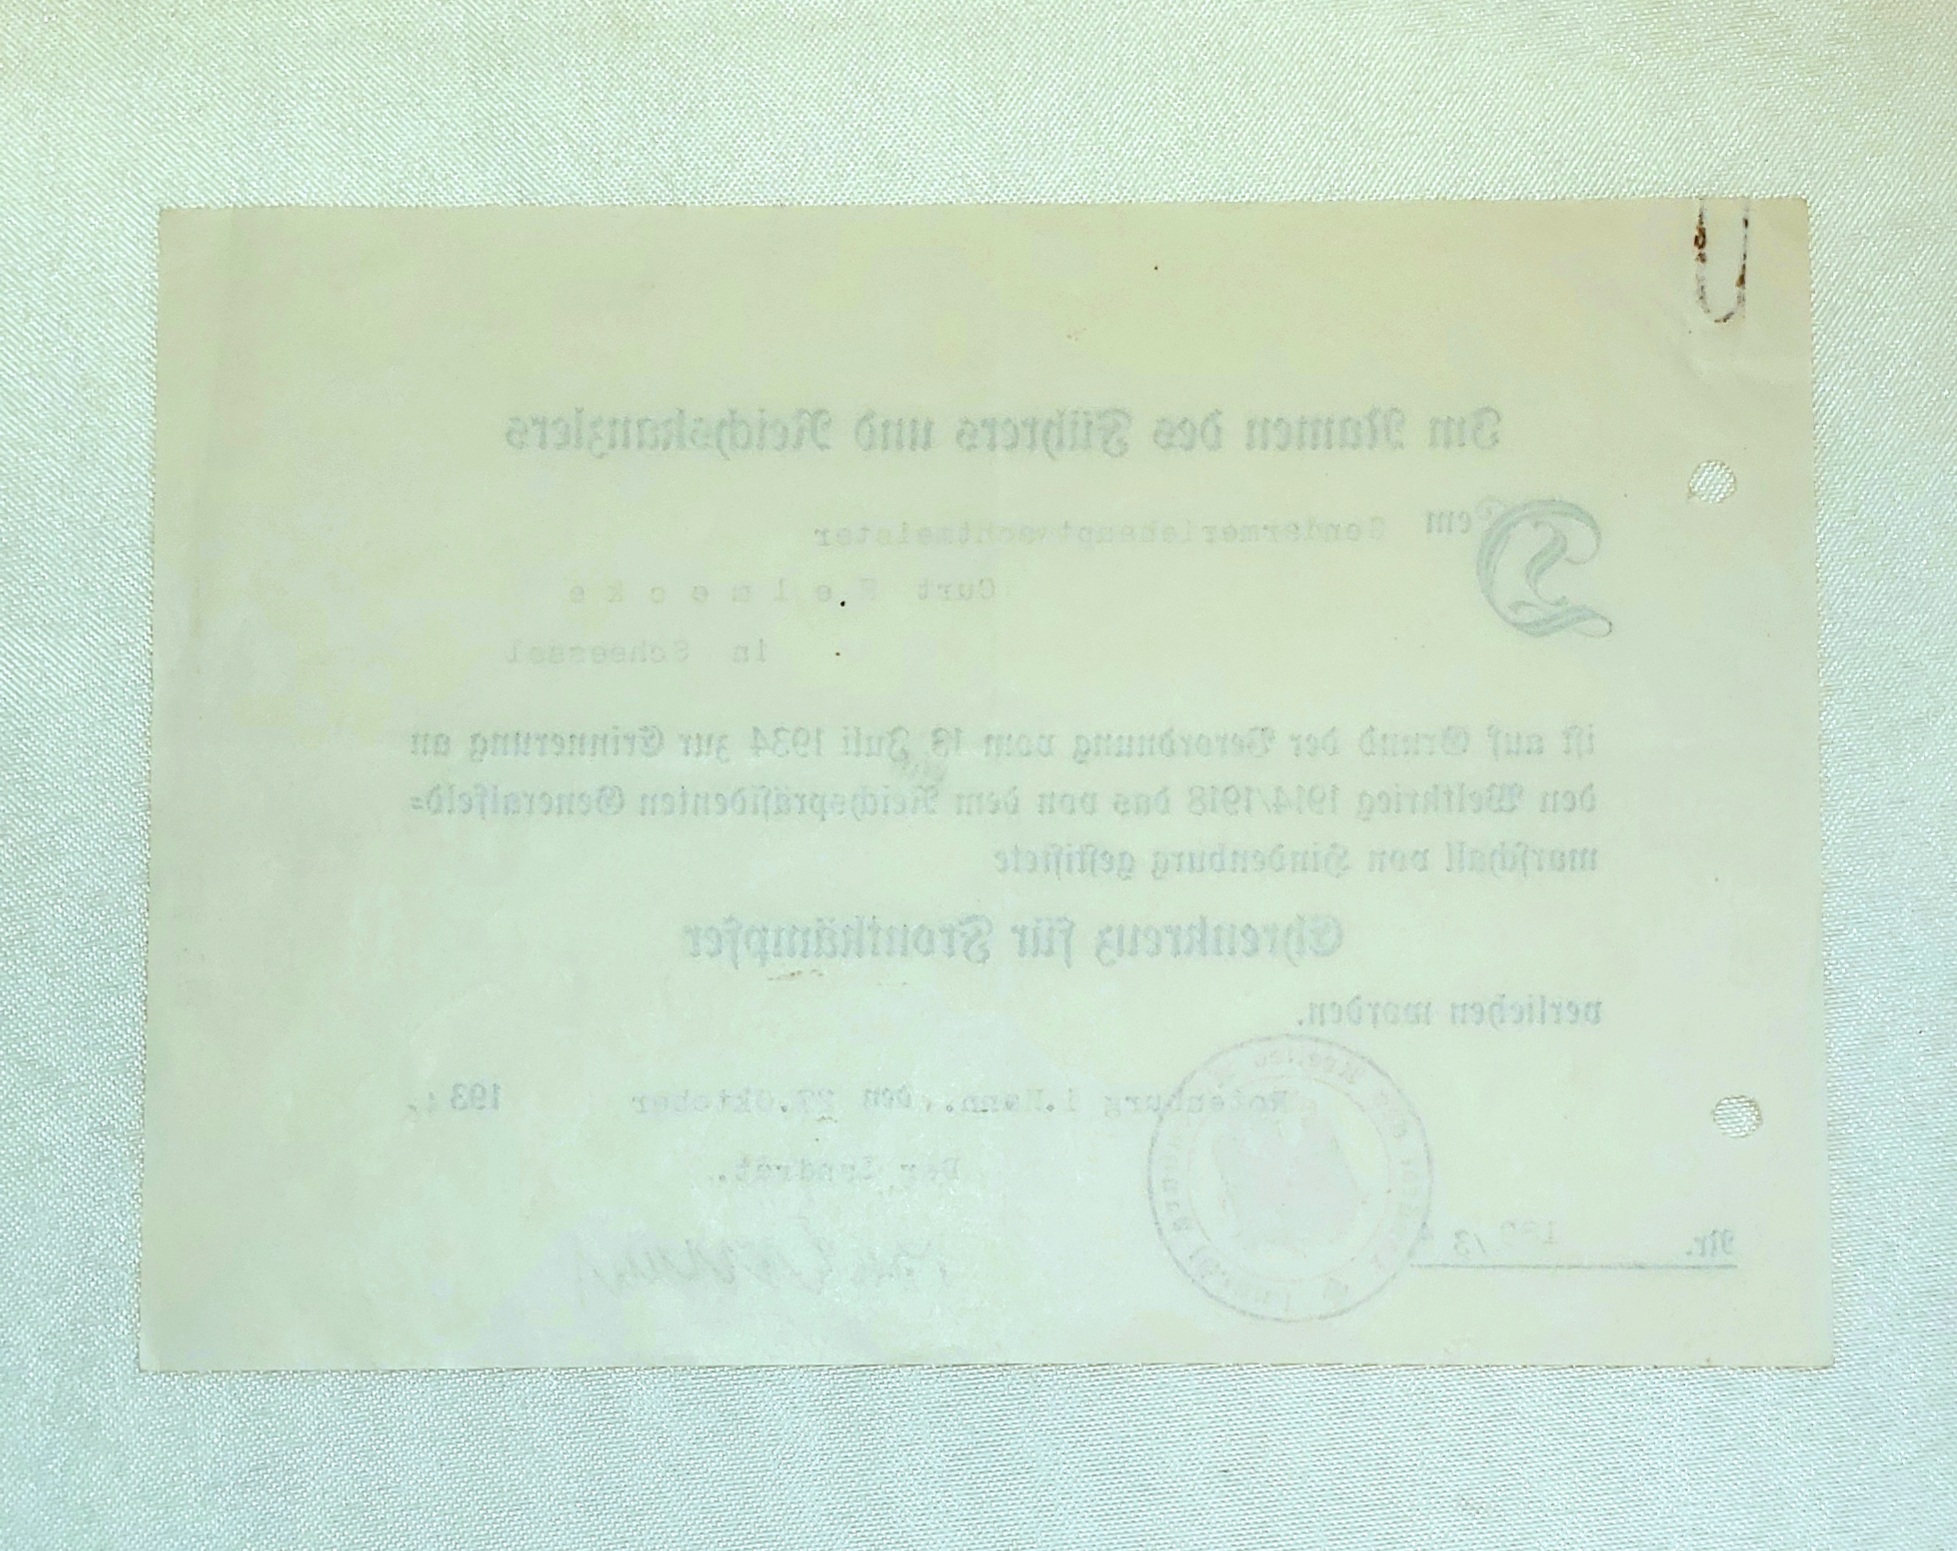 Im Namen des Führers und Reichskanzlers
Dem Gendarmeriehauptwachtmeister
Curt
in Scheessel
ist auf Grund der Verordnung vom 13. Juli 1934 zur Erinnerung an
den Weltkrieg 1914/1918 das von dem Reichspräsidenten Generalfeld=
marschall von Hindenburg gestiftete
Ehrenkreuz für Frontkämpfer
verliehen worden.
Rotenburg i.Hann., den 27.Oktober 1934.
Der Landrat.
Nr.